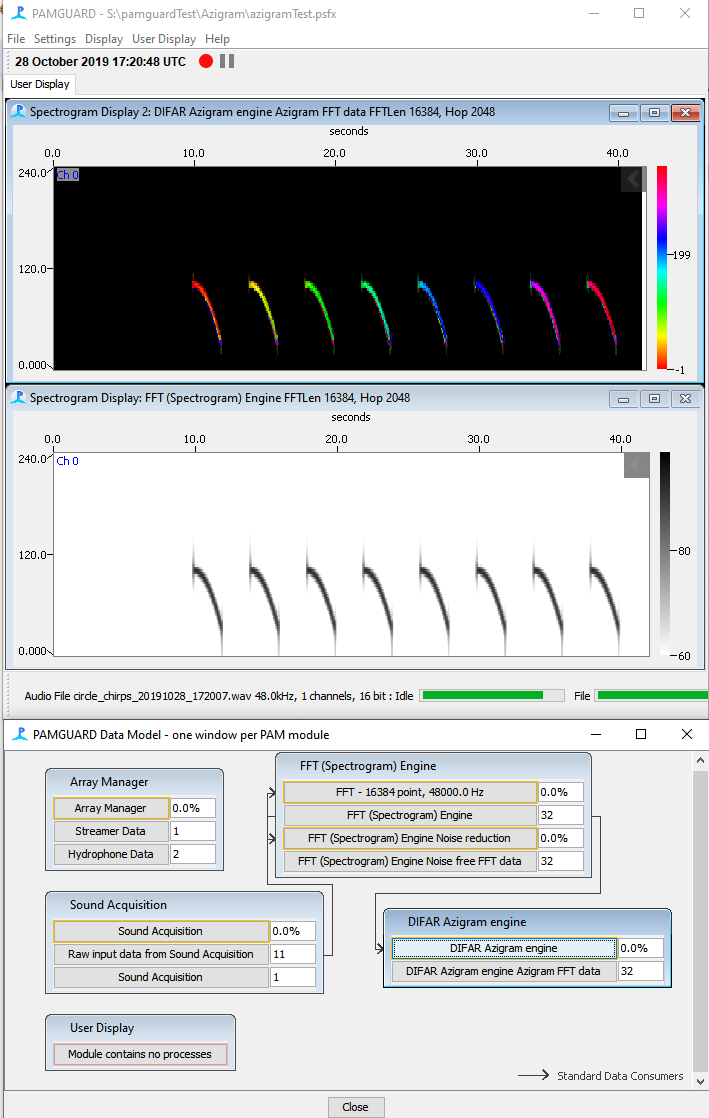 PAMGUARD - S:\pamguardTest\Azigram\azigramTest.psfx
File Settings Display User Display Help
28 October 2019 17:20:48 UTC
User Display
Spectrogram Display 2: DIFAR Azigram engine Azigram FFT data FFTLen 16384, Hop 2048
seconds
0.0 10.0 20.0 30.0 40.0
240.0
Ch 0
199
120.0
0.000
-1
Spectrogram Display: FFT (Spectrogram) Engine FFTLen 16384, Hop 2048
seconds
0.0 10.0 20.0 30.0 40.0
240.0
Ch 0
120.0
80
0.000
60
Audio File circle_chirps_20191028_172007.wav 48.0kHz, 1 channels, 16 bit : Idle File
PAMGUARD Data Model - one window per PAM module
Array Manager
Array Manager 0.0%
Streamer Data 1
Hydrophone Data 2
FFT (Spectrogram) Engine
FFT - 16384 point, 48000.0 Hz 0.0%
FFT (Spectrogram) Engine 32
FFT (Spectrogram) Engine Noise reduction 0.0%
FFT (Spectrogram) Engine Noise free FFT data 32
Sound Acquisition
Sound Acquisition 0.0%
Raw input data from Sound Acquisition 11
Sound Acquisition 1
DIFAR Azigram engine
DIFAR Azigram engine 0.0%
DIFAR Azigram engine Azigram FFT data 32
User Display
Module contains no processes
Standard Data Consumers
Close